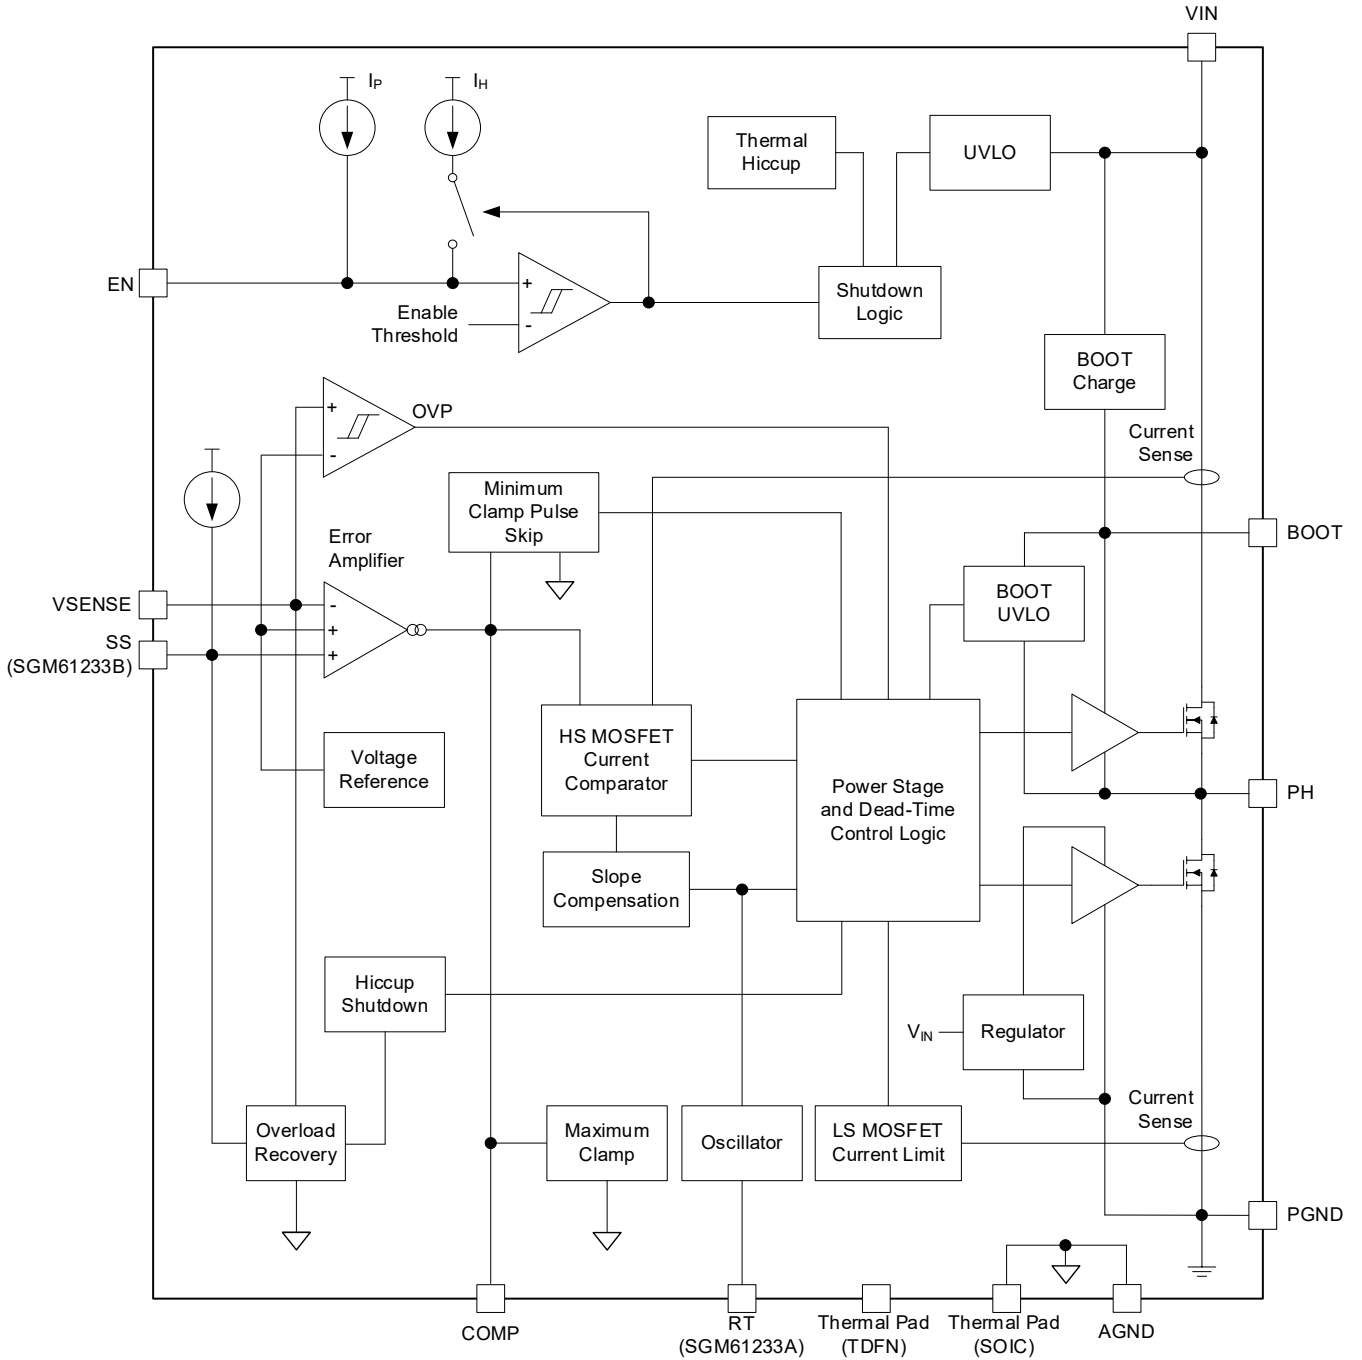 VIN
IP
IH
Thermal
Hiccup
UVLO
EN
+
-
Enable
Threshold
Shutdown
Logic
BOOT
Charge
+
-
OVP
Current
Sense
Minimum
Clamp Pulse
Skip
Error
Amplifier
BOOT
BOOT
UVLO
VSENSE
SS
(SGM61233B)
-
+
+
HS MOSFET
Current
Comparator
Voltage
Reference
Power Stage
and Dead-Time
Control Logic
PH
Slope
Compensation
Hiccup
Shutdown
VIN
Regulator
Current
Sense
Overload
Recovery
Maximum
Clamp
Oscillator
LS MOSFET
Current Limit
PGND
COMP
RT
(SGM61233A)
Thermal Pad
(TDFN)
Thermal Pad
(SOIC)
AGND